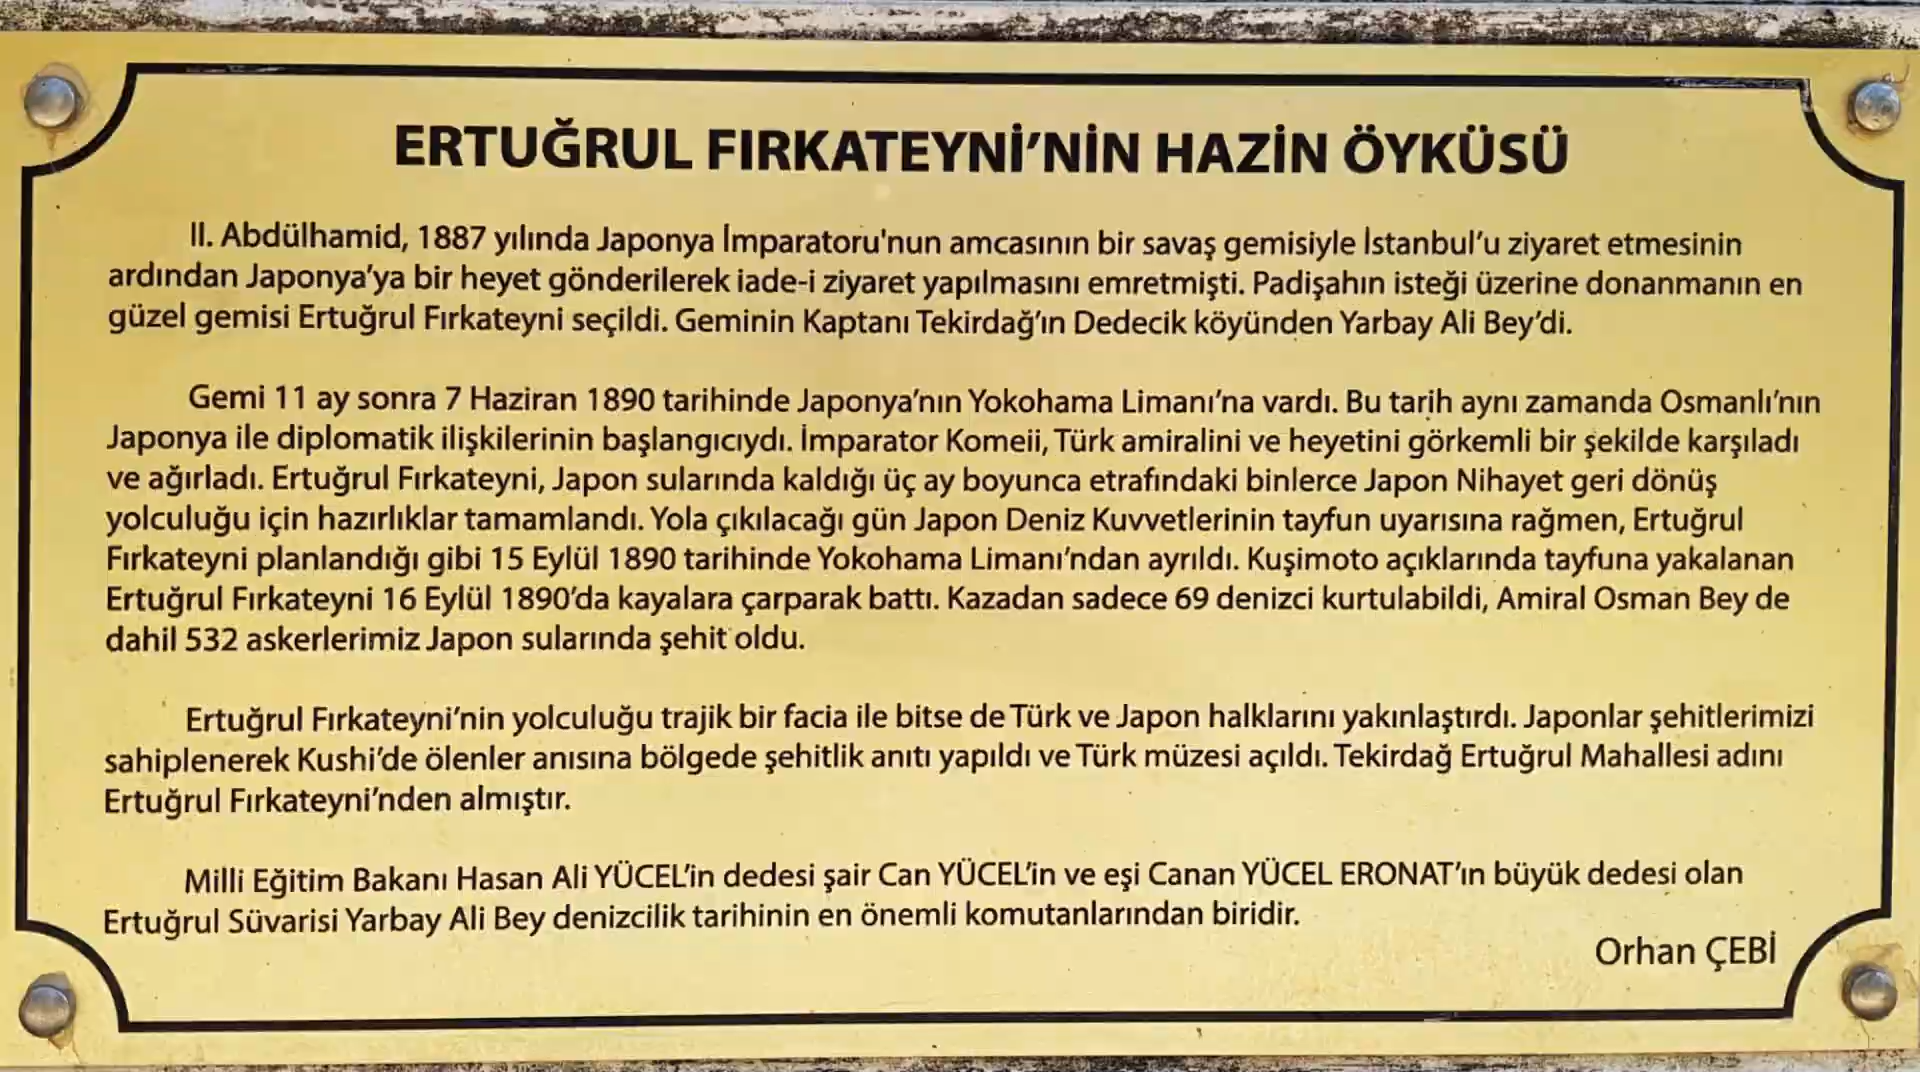 ERTUĞRUL FIRKATEYNİ’NİN HAZİN ÖYKÜSÜ
II. Abdülhamid, 1887 yılında Japonya İmparatoru'nun amcasının bir savaş gemisiyle İstanbul’u ziyaret etmesinin
ardından Japonya’ya bir heyet gönderilerek iade-i ziyaret yapılmasını emretmişti. Padişahın isteği üzerine donanmanın en
güzel gemisi Ertuğrul Fırkateyni seçildi. Geminin Kaptanı Tekirdağ’ın Dedecik köyünden Yarbay Ali Bey’di.
Gemi 11 ay sonra 7 Haziran 1890 tarihinde Japonya’nın Yokohama Limanı’na vardı. Bu tarih aynı zamanda Osmanlı’nın
Japonya ile diplomatik ilişkilerinin başlangıcıydı. İmparator Komeii, Türk amiralini ve heyetini görkemli bir şekilde karşıladı
ve ağırladı. Ertuğrul Fırkateyni, Japon sularında kaldığı üç ay boyunca etrafındaki binlerce Japon Nihayet geri dönüş
yolculuğu için hazırlıklar tamamlandı. Yola çıkılacağı gün Japon Deniz Kuvvetlerinin tayfun uyarısına rağmen, Ertuğrul
Fırkateyni planlandığı gibi 15 Eylül 1890 tarihinde Yokohama Limanı’ndan ayrıldı. Kuşimoto açıklarında tayfuna yakalanan
Ertuğrul Fırkateyni 16 Eylül 1890’da kayalara çarparak battı. Kazadan sadece 69 denizci kurtulabildi, Amiral Osman Bey de
dahil 532 askerlerimiz Japon sularında şehit oldu.
Ertuğrul Fırkateyni’nin yolculuğu trajik bir facia ile bitse de Türk ve Japon halklarını yakınlaştırdı. Japonlar şehitlerimizi
sahiplenerek Kushi’de ölenler anısına bölgede şehitlik anıtı yapıldı ve Türk müzesi açıldı. Tekirdağ Ertuğrul Mahallesi adını
Ertuğrul Fırkateyni’nden almıştır.
Milli Eğitim Bakanı Hasan Ali YÜCEL’in dedesi şair Can YÜCEL’in ve eşi Canan YÜCEL ERONAT’ın büyük dedesi olan
Ertuğrul Süvarisi Yarbay Ali Bey denizcilik tarihinin en önemli komutanlarından biridir.
Orhan ÇEBİ